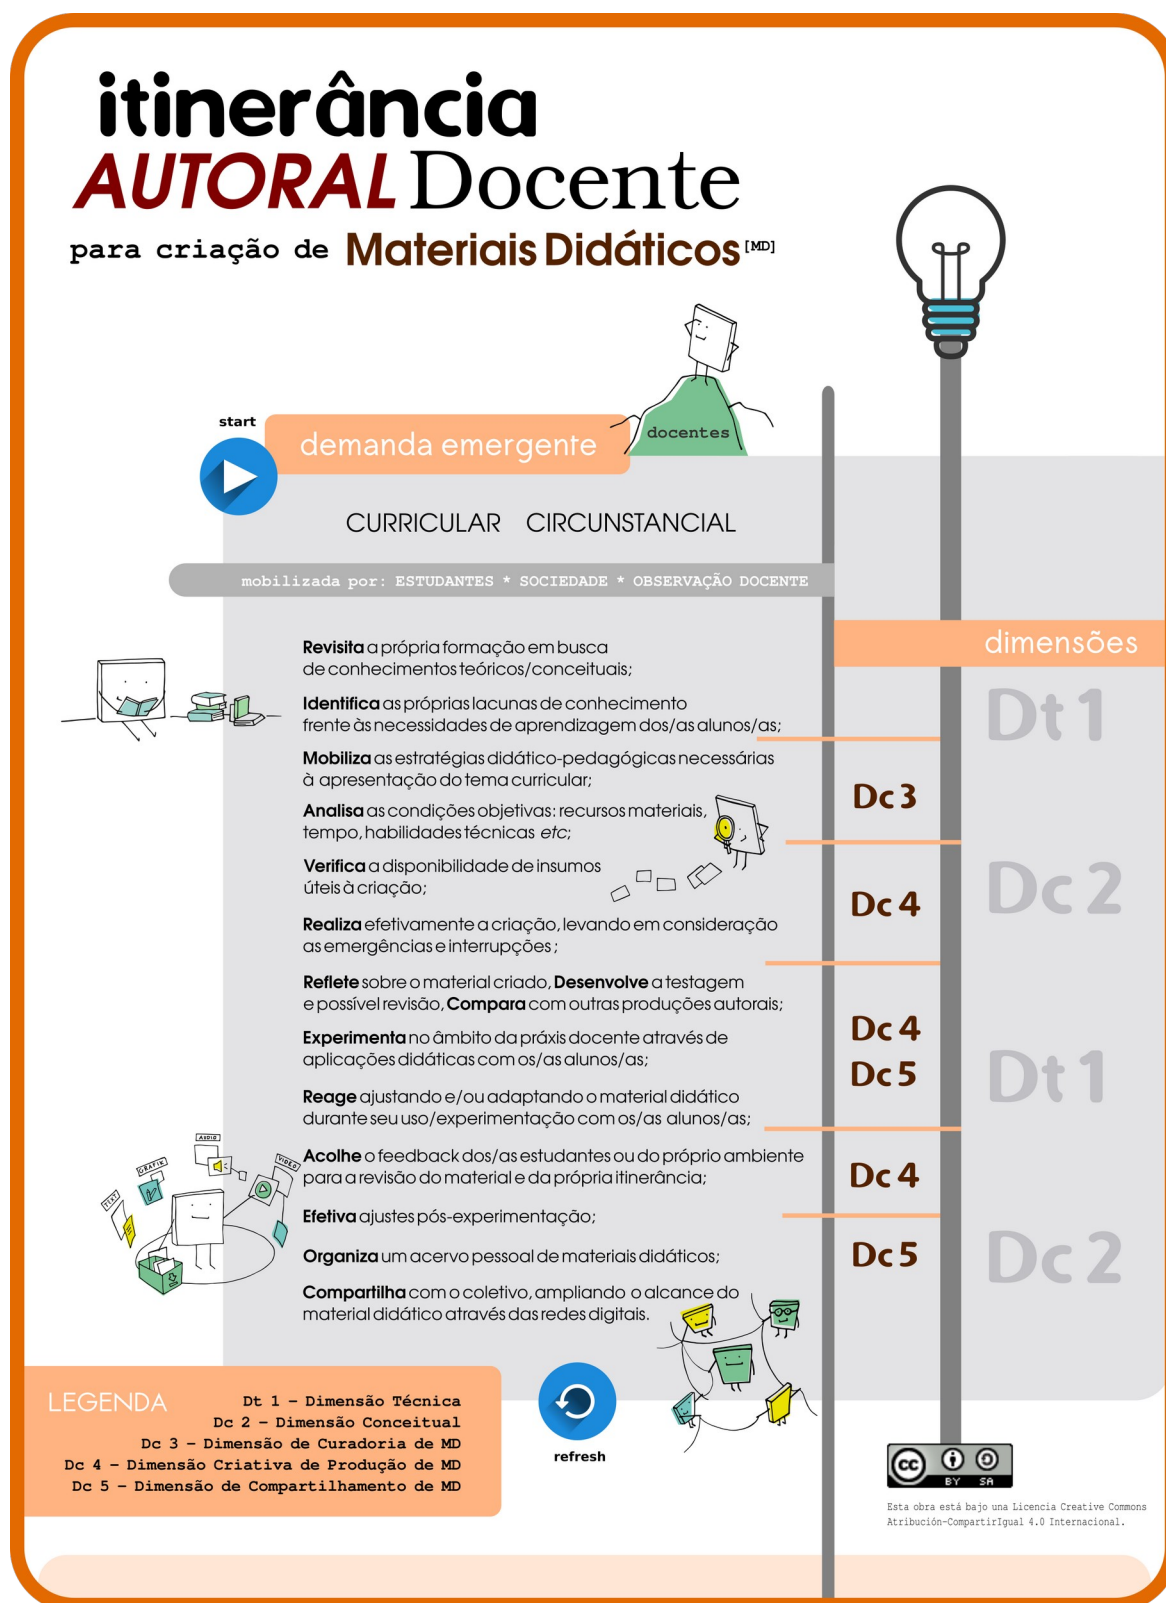 itinerância
AUTORAL Docente
para criação de Materiais Didáticos [MD]
start
demanda emergente
docentes
CURRICULAR CIRCUNSTANCIAL
mobilizada por: ESTUDANTES * SOCIEDADE * OBSERVAÇÃO DOCENTE
dimensões
Revisita a própria formação em busca
de conhecimentos teóricos/conceituais;
Identifica as próprias lacunas de conhecimento
frente às necessidades de aprendizagem dos/as alunos/as;
Dt 1
Mobiliza as estratégias didático-pedagógicas necessárias
à apresentação do tema curricular;
Dc 3
Analisa as condições objetivas: recursos materiais,
tempo, habilidades técnicas etc;
Verifica a disponibilidade de insumos
úteis à criação;
Dc 4
Dc 2
Realiza efetivamente a criação, levando em consideração
as emergências e interrupções ;
Reflete sobre o material criado, Desenvolve a testagem
e possível revisão, Compara com outras produções autorais;
Dc 4
Experimenta no âmbito da práxis docente através de
aplicações didáticas com os/as alunos/as;
Dc 5
Dt 1
Reage ajustando e/ou adaptando o material didático
durante seu uso/experimentação com os/as alunos/as;
AUDIO
GRAFIK
VIDEO
TEXT
Acolhe o feedback dos/as estudantes ou do próprio ambiente
para a revisão do material e da própria itinerância;
Dc 4
Efetiva ajustes pós-experimentação;
Organiza um acervo pessoal de materiais didáticos;
Dc 5
Dc 2
Compartilha com o coletivo, ampliando o alcance do
material didático através das redes digitais.
LEGENDA
Dt 1 - Dimensão Técnica
Dc 2 - Dimensão Conceitual
Dc 3 - Dimensão de Curadoria de MD
Dc 4 - Dimensão Criativa de Produção de MD
Dc 5 - Dimensão de Compartilhamento de MD
refresh
cc BY SA
Esta obra está bajo una Licencia Creative Commons
Atribución-CompartirIgual 4.0 Internacional.